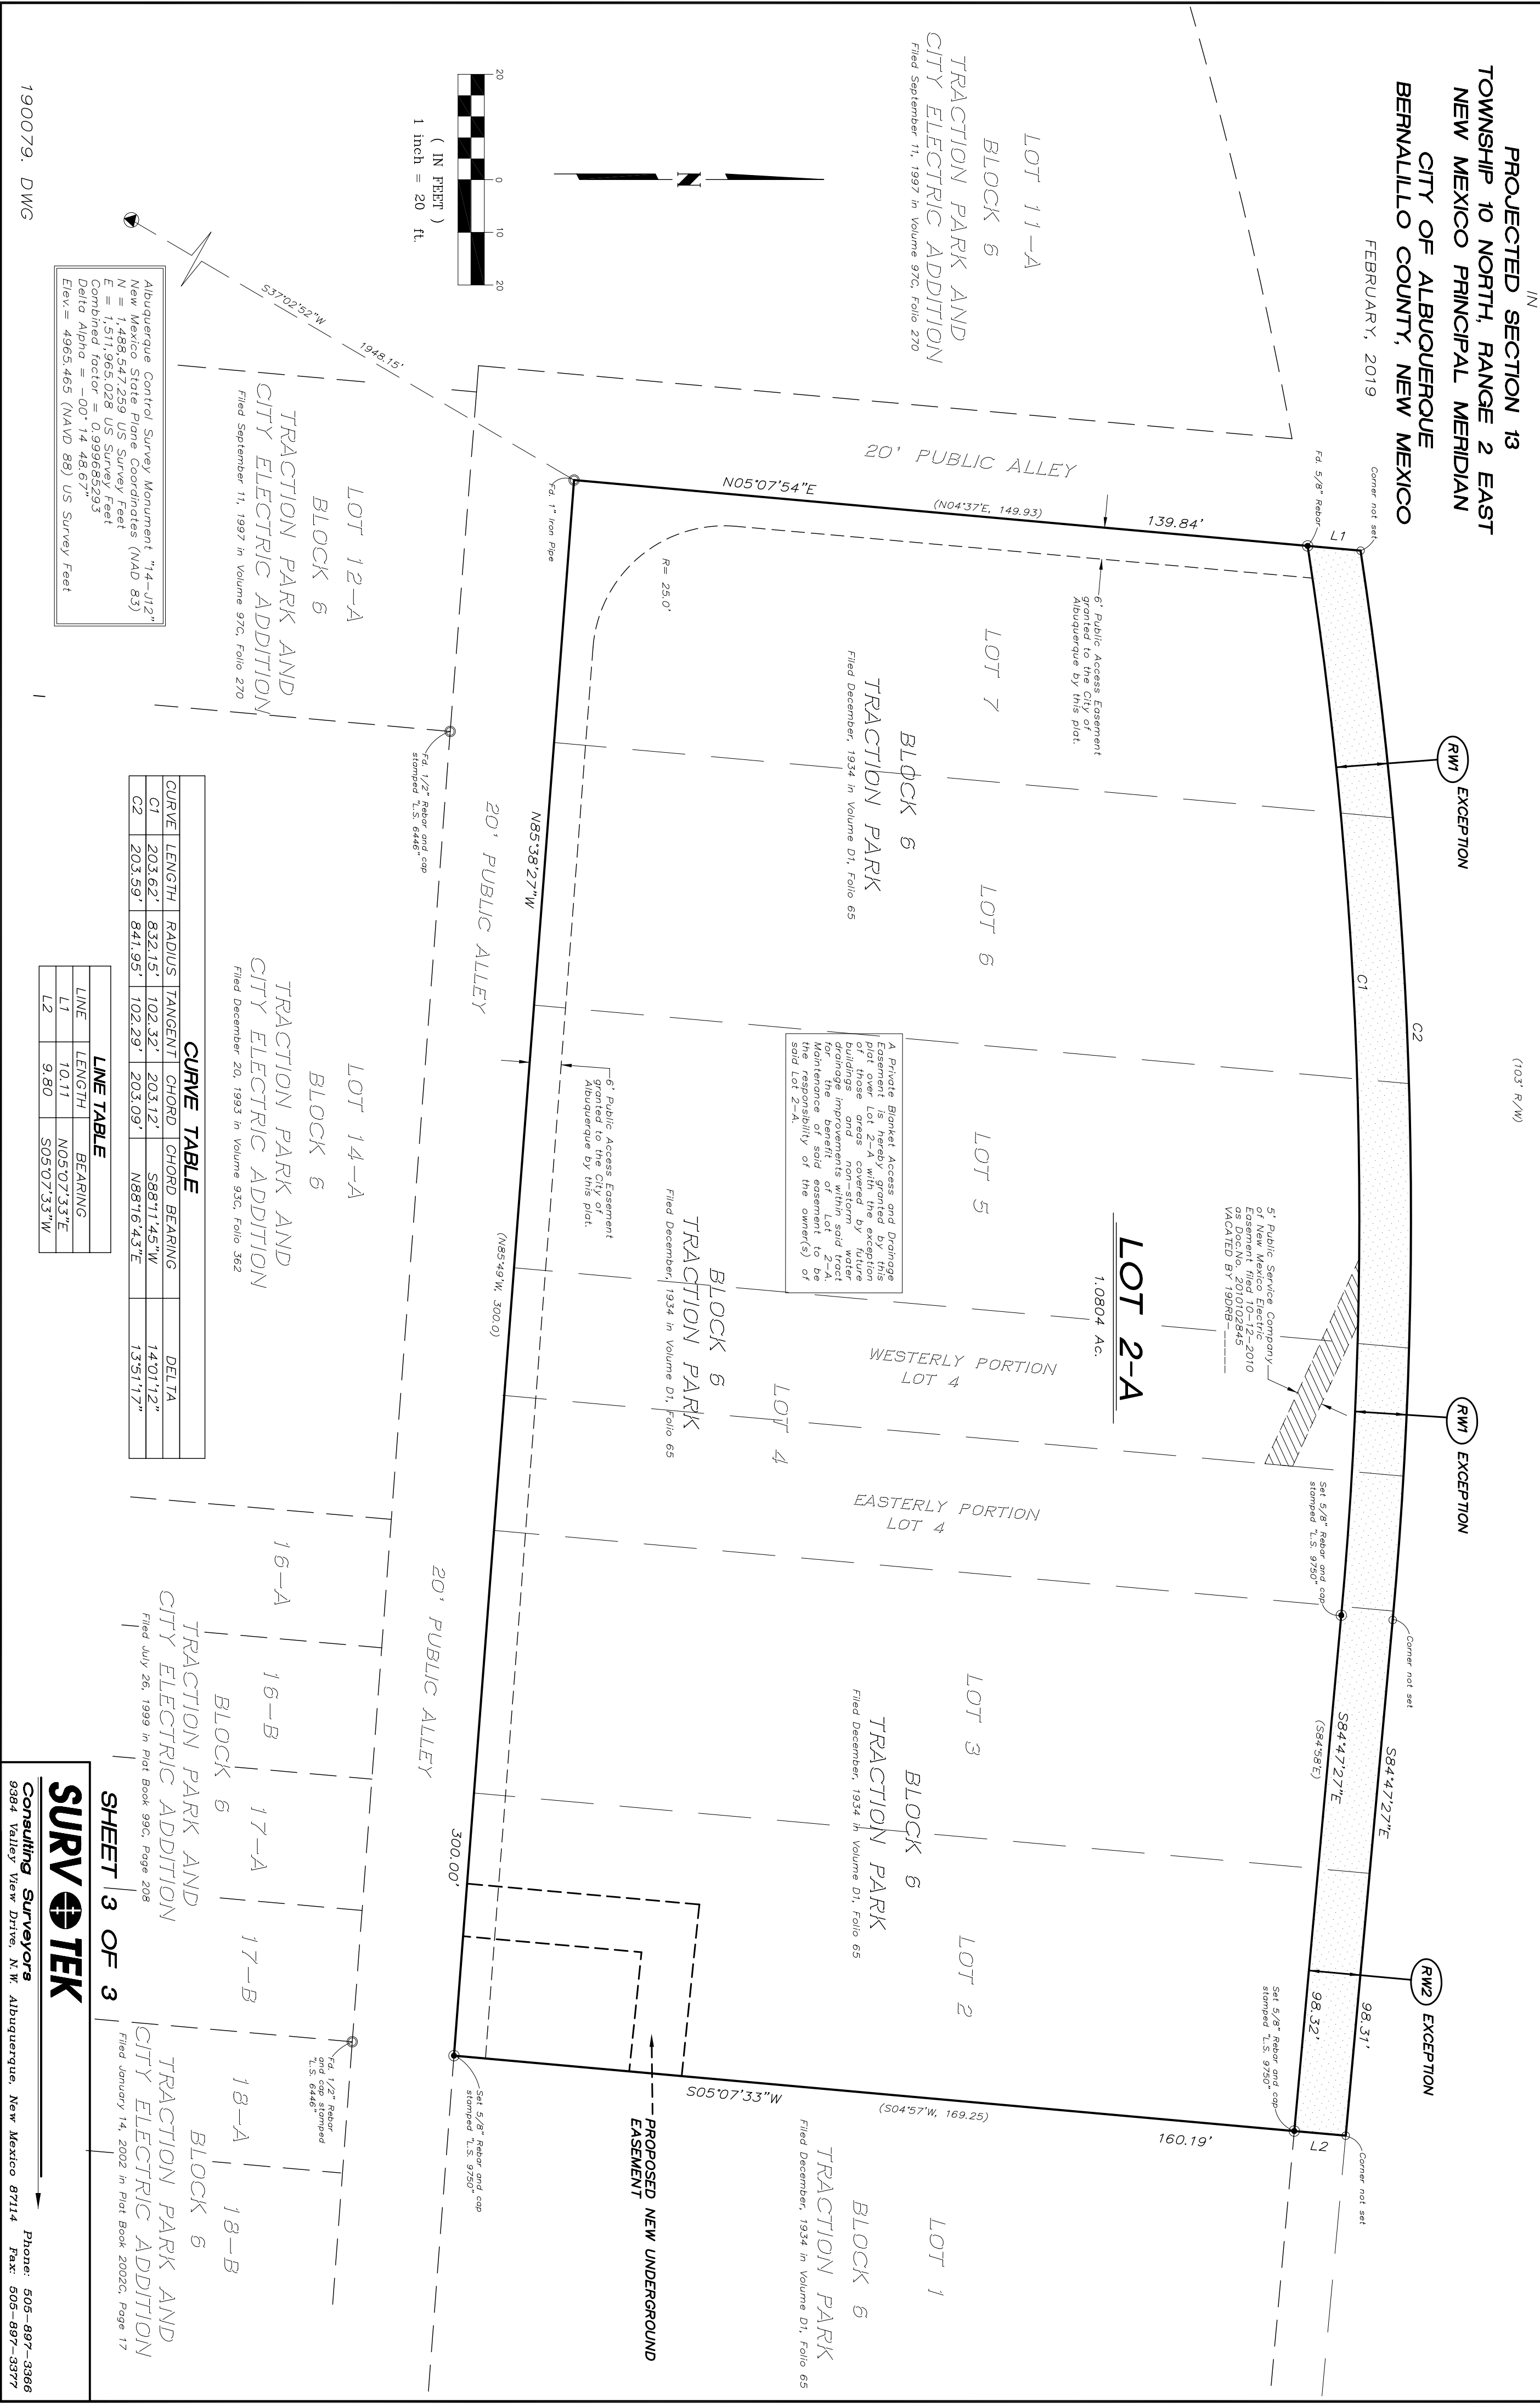 IN
PROJECTED SECTION 13
TOWNSHIP 10 NORTH, RANGE 2 EAST
NEW MEXICO PRINCIPAL MERIDIAN
CITY OF ALBUQUERQUE
BERNALILLO COUNTY, NEW MEXICO
FEBRUARY, 2019
(103' R/W)
RW1 EXCEPTION
RW1 EXCEPTION
RW2 EXCEPTION
Corner not set
L1
Fd. 5/8" Rebar
C2
C1
Corner not set
S84°47'27"E
98.31'
S84°47'27"E
98.32'
(S84°58'E)
Set 5/8" Rebar and cap
stamped "L.S. 9750"
Set 5/8" Rebar and cap
stamped "L.S. 9750"
L2
Corner not set
5' Public Service Company
of New Mexico Electric
Easement filed 10-12-2010
as Doc.No. 2010102845
VACATED BY 19DRB-______
LOT 2-A
1.0804 Ac.
LOT 11-A
BLOCK 6
TRACTION PARK AND
CITY ELECTRIC ADDITION
Filed September 11, 1997 in Volume 97C, Folio 270
20' PUBLIC ALLEY
N05°07'54"E
139.84'
(N04°37'E, 149.93)
6' Public Access Easement
granted to the City of
Albuquerque by this plat.
LOT 7
LOT 6
BLOCK 6
TRACTION PARK
Filed December, 1934 in Volume D1, Folio 65
R= 25.0'
LOT 5
A Private Blanket Access and Drainage
Easement is hereby granted by this
plat over Lot 2-A with the exception
of those areas covered by future
buildings and non-storm water
drainage improvements within said tract
for the benefit of Lot 2-A.
Maintenance of said easement to be
the responsibility of the owner(s) of
said Lot 2-A.
WESTERLY PORTION
LOT 4
LOT 4
EASTERLY PORTION
LOT 4
BLOCK 6
TRACTION PARK
Filed December, 1934 in Volume D1, Folio 65
6' Public Access Easement
granted to the City of
Albuquerque by this plat.
LOT 3
LOT 2
BLOCK 6
TRACTION PARK
Filed December, 1934 in Volume D1, Folio 65
S05°07'33"W
160.19'
(S04°57'W, 169.25)
PROPOSED NEW UNDERGROUND
EASEMENT
LOT 1
BLOCK 6
TRACTION PARK
Filed December, 1934 in Volume D1, Folio 65
Fd. 1" Iron Pipe
N85°38'27"W
300.00'
(N85°49'W, 300.0)
Set 5/8" Rebar and cap
stamped "L.S. 9750"
20' PUBLIC ALLEY
20' PUBLIC ALLEY
N
20
0
10
20
( IN FEET )
1 inch = 20 ft.
S37°02'52"W
1948.15'
Albuquerque Control Survey Monument "14-J12"
New Mexico State Plane Coordinates (NAD 83)
N = 1,488,547.259 US Survey Feet
E = 1,511,965.028 US Survey Feet
Combined factor = 0.999685293
Delta Alpha = -00° 14 48.67"
Elev.= 4965.465 (NAVD 88) US Survey Feet
190079. DWG
LOT 12-A
BLOCK 6
TRACTION PARK AND
CITY ELECTRIC ADDITION
Filed September 11, 1997 in Volume 97C, Folio 270
Fd. 1/2" Rebar and cap
stamped "L.S. 6446"
LOT 14-A
BLOCK 6
TRACTION PARK AND
CITY ELECTRIC ADDITION
Filed December 20, 1993 in Volume 93C, Folio 362
CURVE TABLE
CURVE LENGTH RADIUS TANGENT CHORD CHORD BEARING DELTA
C1 203.62' 832.15' 102.32' 203.12' S88°11'45"W 14°01'12"
C2 203.59' 841.95' 102.29' 203.09' N88°16'43"E 13°51'17"
LINE TABLE
LINE LENGTH BEARING
L1 10.11 N05°07'33"E
L2 9.80 S05°07'33"W
16-A
16-B
17-A
17-B
BLOCK 6
TRACTION PARK AND
CITY ELECTRIC ADDITION
Filed July 26, 1999 in Plat Book 99C, Page 208
Fd. 1/2" Rebar
and cap stamped
"L.S. 6446"
18-A
18-B
BLOCK 6
TRACTION PARK AND
CITY ELECTRIC ADDITION
Filed January 14, 2002 in Plat Book 2002C, Page 17
SHEET 3 OF 3
SURV TEK
Consulting Surveyors
9384 Valley View Drive, N.W. Albuquerque, New Mexico 87114
Phone: 505-897-3366
Fax: 505-897-3377